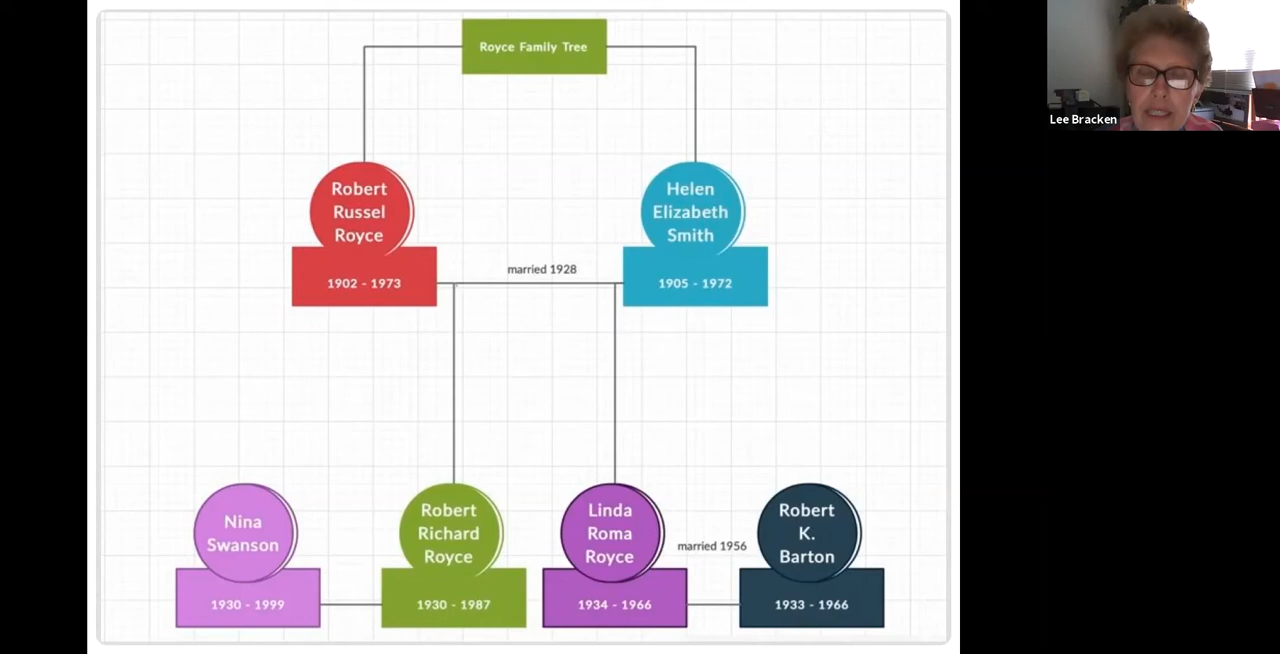 Royce Family Tree
Lee Bracken
Robert
Russel
Royce
1902 - 1973
married 1928
Helen
Elizabeth
Smith
1905 - 1972
Nina
Swanson
1930 - 1999
Robert
Richard
Royce
1930 - 1987
Linda
Roma
Royce
1934 - 1966
married 1956
Robert
K.
Barton
1933 - 1966